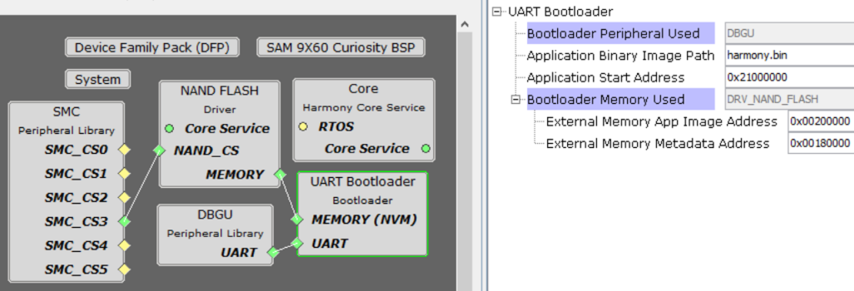 Device Family Pack (DFP)
SAM 9X60 Curiosity BSP
System
SMC
Peripheral Library
SMC_CS0
SMC_CS1
SMC_CS2
SMC_CS3
SMC_CS4
SMC_CS5
NAND FLASH
Driver
Core Service
NAND_CS
MEMORY
Core
Harmony Core Service
RTOS
Core Service
DBGU
Peripheral Library
UART
UART Bootloader
Bootloader
MEMORY (NVM)
UART
UART Bootloader
Bootloader Peripheral Used DBGU
Application Binary Image Path harmony.bin
Application Start Address 0x21000000
Bootloader Memory Used DRV_NAND_FLASH
External Memory App Image Address 0x00200000
External Memory Metadata Address 0x00180000